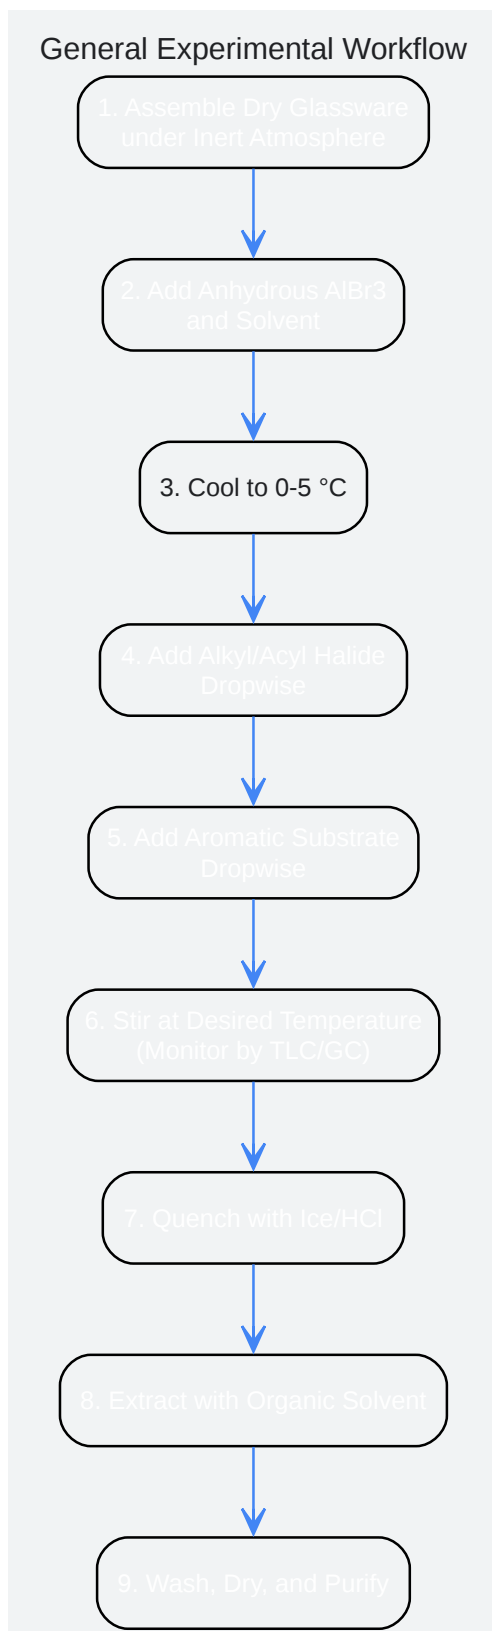 General Experimental Workflow
1. Assemble Dry Glassware
under Inert Atmosphere
2. Add Anhydrous AlBr3
and Solvent
3. Cool to 0-5 °C
4. Add Alkyl/Acyl Halide
Dropwise
5. Add Aromatic Substrate
Dropwise
6. Stir at Desired Temperature
(Monitor by TLC/GC)
7. Quench with Ice/HCl
8. Extract with Organic Solvent
9. Wash, Dry, and Purify